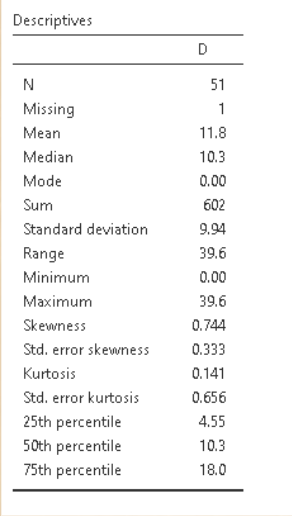 Descriptives
D
N 51
Missing 1
Mean 11.8
Median 10.3
Mode 0.00
Sum 602
Standard deviation 9.94
Range 39.6
Minimum 0.00
Maximum 39.6
Skewness 0.744
Std. error skewness 0.333
Kurtosis 0.141
Std. error kurtosis 0.656
25th percentile 4.55
50th percentile 10.3
75th percentile 18.0